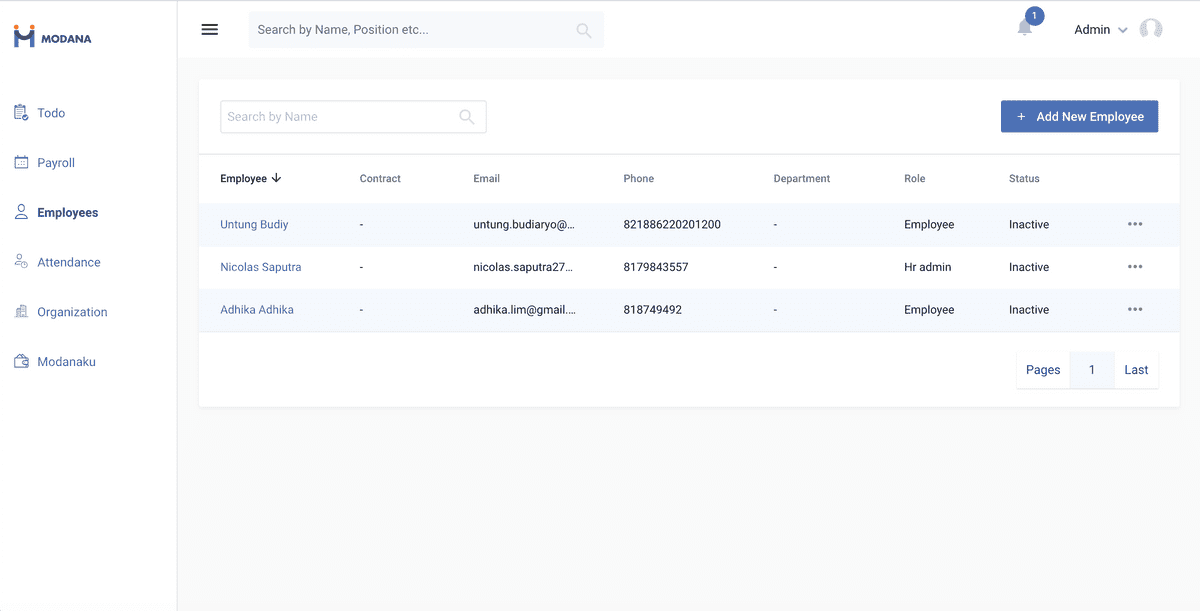 MODANA
Search by Name, Position etc...
1
Admin
Todo
Payroll
Employees
Attendance
Organization
Modanaku
Search by Name
+ Add New Employee
Employee Contract Email Phone Department Role Status
Untung Budiy - untung.budiaryo@... 821886220201200 - Employee Inactive
Nicolas Saputra - nicolas.saputra27... 8179843557 - Hr admin Inactive
Adhika Adhika - adhika.lim@gmail.... 818749492 - Employee Inactive
Pages 1 Last